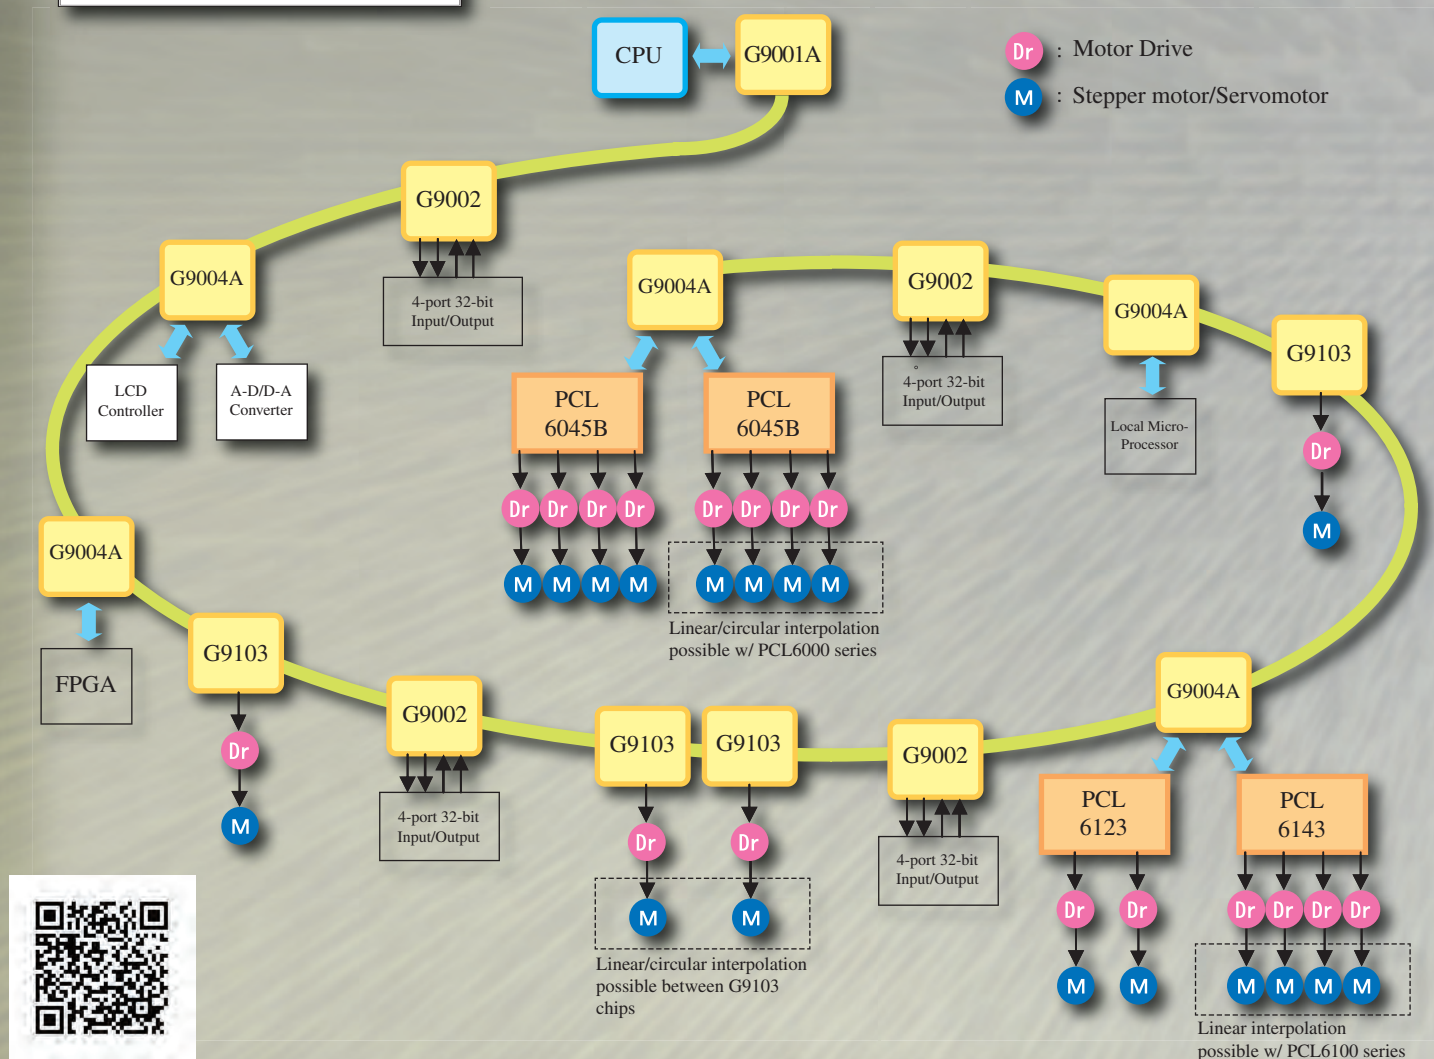 CPU
G9001A
Dr : Motor Drive
M : Stepper motor/Servomotor
G9002
4-port 32-bit
Input/Output
G9004A
LCD
Controller
A-D/D-A
Converter
G9004A
PCL
6045B
PCL
6045B
Dr Dr Dr Dr
Dr Dr Dr Dr
M M M M
M M M M
Linear/circular interpolation
possible w/ PCL6000 series
G9002
4-port 32-bit
Input/Output
G9004A
Local Micro-
Processor
G9103
Dr
M
G9004A
FPGA
G9103
Dr
M
G9002
4-port 32-bit
Input/Output
G9103
G9103
Dr
Dr
M
M
Linear/circular interpolation
possible between G9103
chips
G9002
4-port 32-bit
Input/Output
G9004A
PCL
6123
PCL
6143
Dr Dr
Dr Dr Dr Dr
M M
M M M M
Linear interpolation
possible w/ PCL6100 series